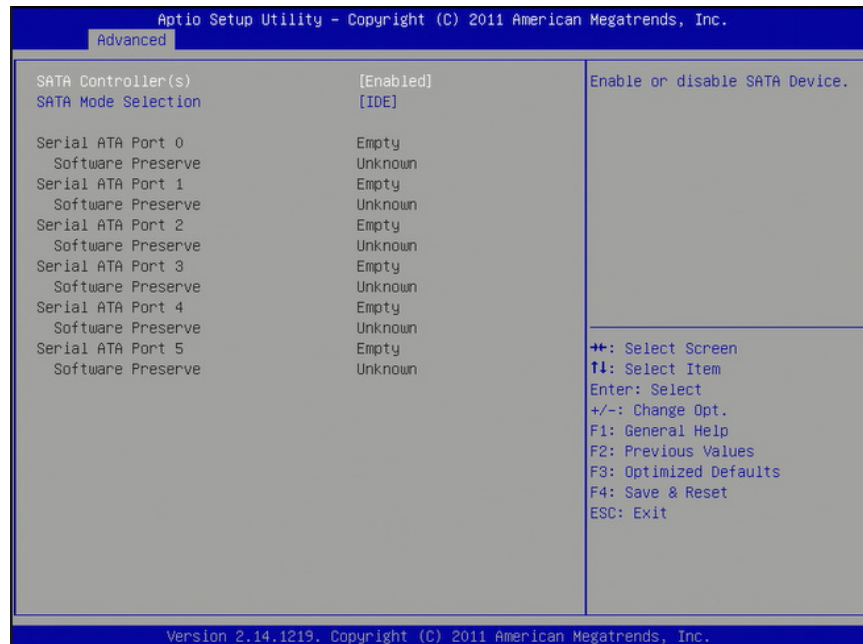 Aptio Setup Utility – Copyright (C) 2011 American Megatrends, Inc.
Advanced
SATA Controller(s) [Enabled]
SATA Mode Selection [IDE]
Serial ATA Port 0 Empty
Software Preserve Unknown
Serial ATA Port 1 Empty
Software Preserve Unknown
Serial ATA Port 2 Empty
Software Preserve Unknown
Serial ATA Port 3 Empty
Software Preserve Unknown
Serial ATA Port 4 Empty
Software Preserve Unknown
Serial ATA Port 5 Empty
Software Preserve Unknown
Enable or disable SATA Device.
→←: Select Screen
↑↓: Select Item
Enter: Select
+/-: Change Opt.
F1: General Help
F2: Previous Values
F3: Optimized Defaults
F4: Save & Reset
ESC: Exit
Version 2.14.1219. Copyright (C) 2011 American Megatrends, Inc.